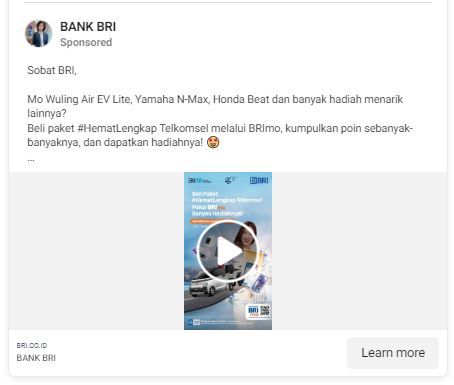 BANK BRI
Sponsored
Sobat BRI,
Mo Wuling Air EV Lite, Yamaha N-Max, Honda Beat dan banyak hadiah menarik
lainnya?
Beli paket #HematLengkap Telkomsel melalui BRImo, kumpulkan poin sebanyak-
banyaknya, dan dapatkan hadiahnya! 🤩
...
BRI
Beli Paket
#HematLengkap Telkomsel
Pakai BRImo
Banyak Hadiahnya!
BRI
BRI.CO.ID
BANK BRI
Learn more